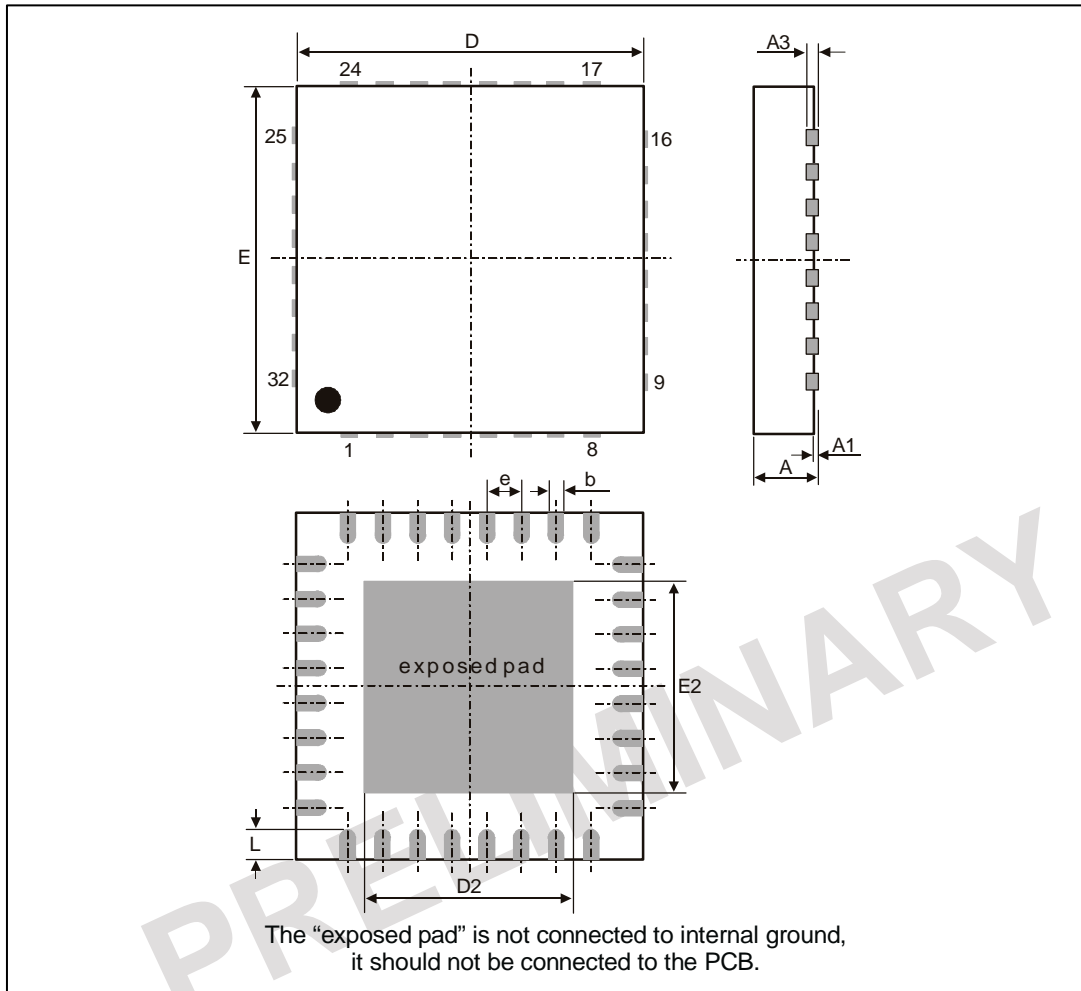 D
A3
24
17
25
16
E
32
9
1
8
A1
A
e
b
exposed pad
E2
L
D2
PRELIMINARY
The “exposed pad” is not connected to internal ground,
it should not be connected to the PCB.